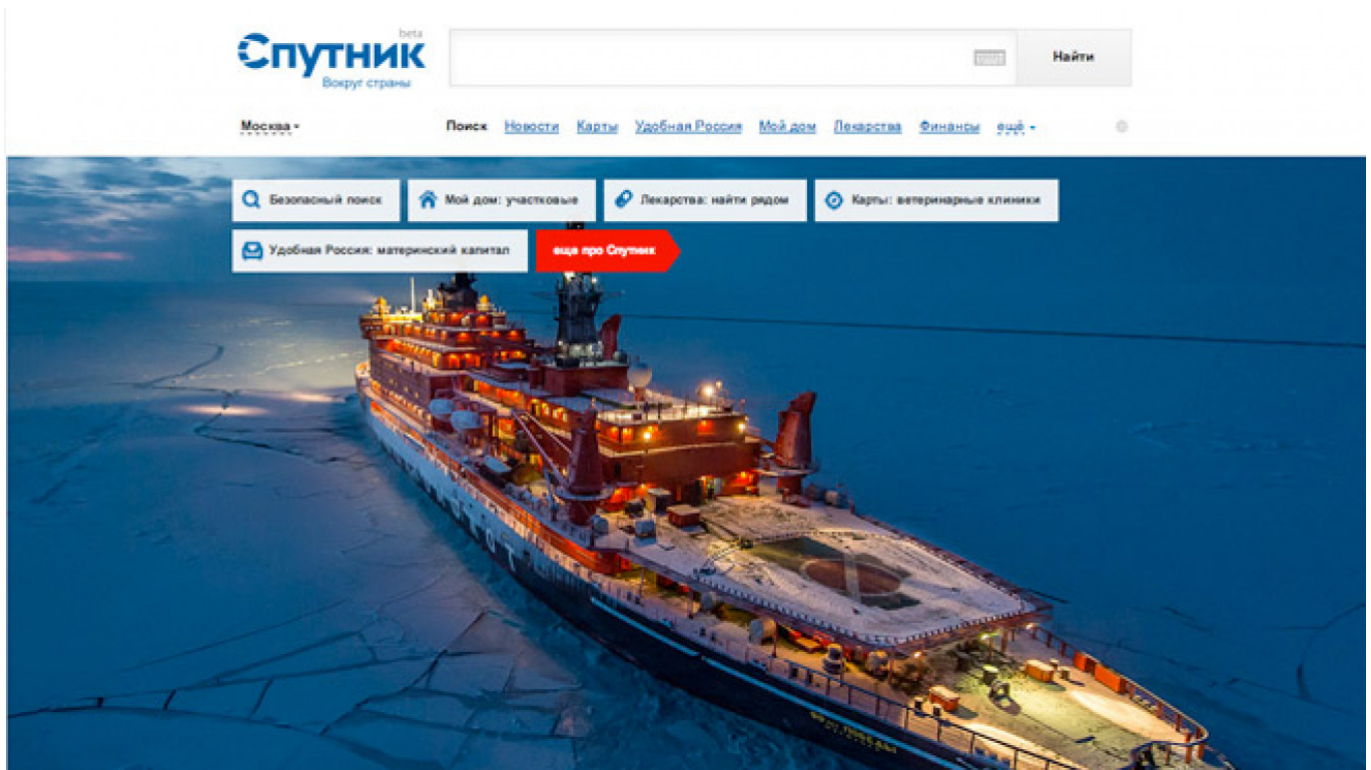 beta
Спутник
Вокруг страны
Найти
Москва
Поиск Новости Карты Удобная Россия Мой дом Лекарства Финансы ещё
Безопасный поиск Мой дом: участковые Лекарства: найти рядом Карты: ветеринарные клиники
Удобная Россия: материнский капитал еще про Спутник
ПОБЕДЫ